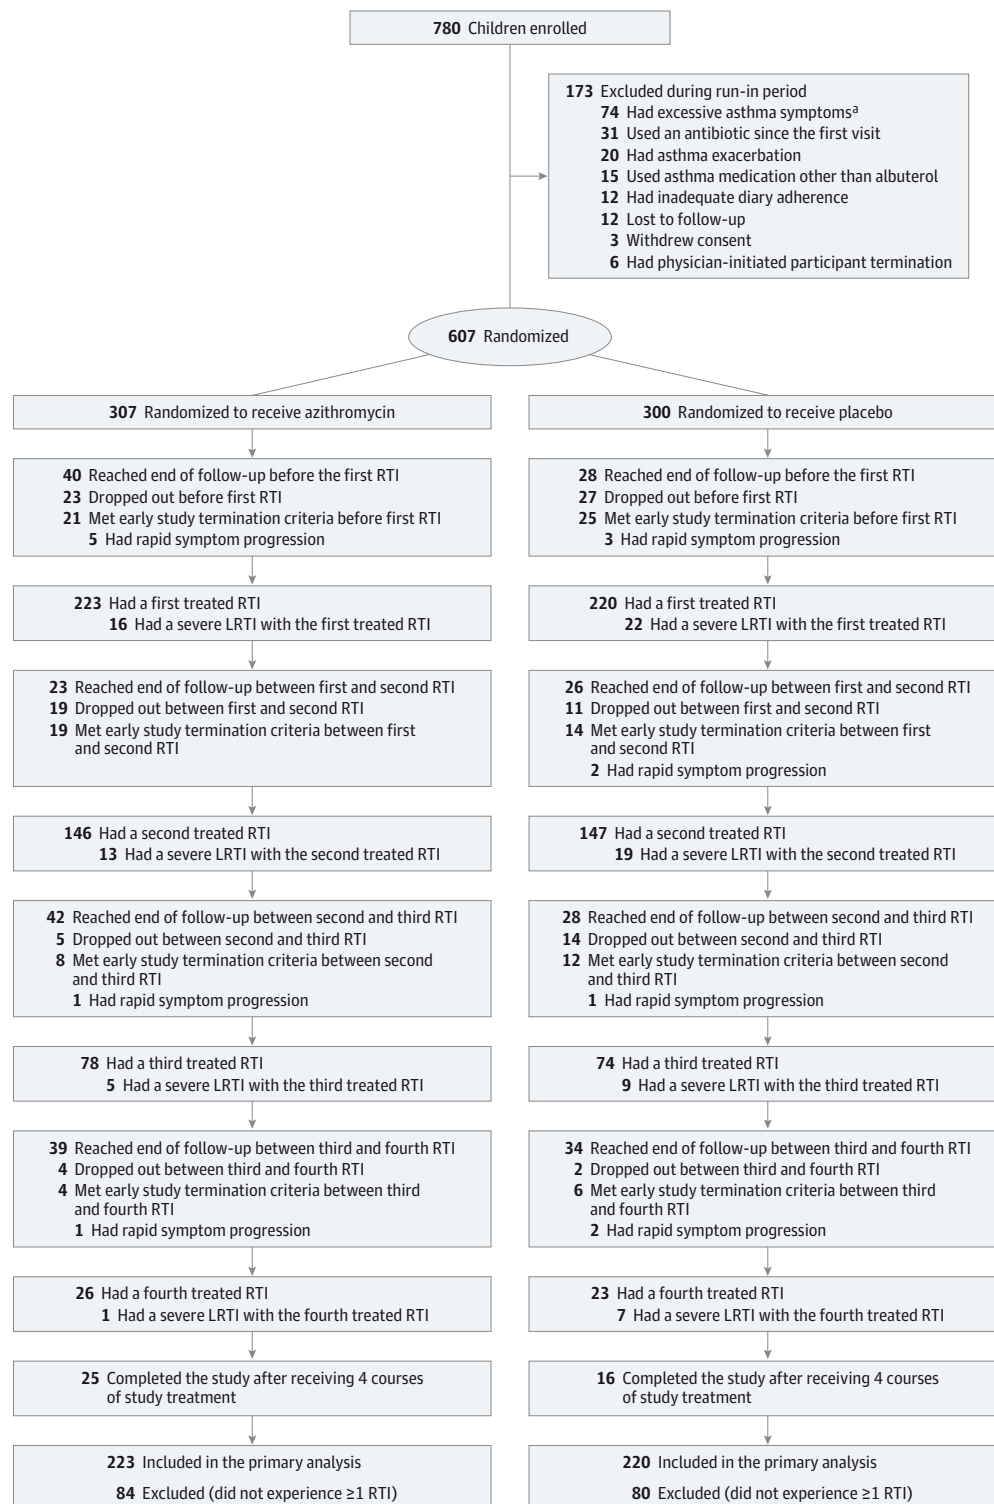 780 Children enrolled
173 Excluded during run-in period
74 Had excessive asthma symptomsa
31 Used an antibiotic since the first visit
20 Had asthma exacerbation
15 Used asthma medication other than albuterol
12 Had inadequate diary adherence
12 Lost to follow-up
3 Withdrew consent
6 Had physician-initiated participant termination
607 Randomized
307 Randomized to receive azithromycin
40 Reached end of follow-up before the first RTI
23 Dropped out before first RTI
21 Met early study termination criteria before first RTI
5 Had rapid symptom progression
223 Had a first treated RTI
16 Had a severe LRTI with the first treated RTI
23 Reached end of follow-up between first and second RTI
19 Dropped out between first and second RTI
19 Met early study termination criteria between first
and second RTI
146 Had a second treated RTI
13 Had a severe LRTI with the second treated RTI
42 Reached end of follow-up between second and third RTI
5 Dropped out between second and third RTI
8 Met early study termination criteria between second
and third RTI
1 Had rapid symptom progression
78 Had a third treated RTI
5 Had a severe LRTI with the third treated RTI
39 Reached end of follow-up between third and fourth RTI
4 Dropped out between third and fourth RTI
4 Met early study termination criteria between third
and fourth RTI
1 Had rapid symptom progression
26 Had a fourth treated RTI
1 Had a severe LRTI with the fourth treated RTI
25 Completed the study after receiving 4 courses
of study treatment
223 Included in the primary analysis
84 Excluded (did not experience ≥1 RTI)
300 Randomized to receive placebo
28 Reached end of follow-up before the first RTI
27 Dropped out before first RTI
25 Met early study termination criteria before first RTI
3 Had rapid symptom progression
220 Had a first treated RTI
22 Had a severe LRTI with the first treated RTI
26 Reached end of follow-up between first and second RTI
11 Dropped out between first and second RTI
14 Met early study termination criteria between first
and second RTI
2 Had rapid symptom progression
147 Had a second treated RTI
19 Had a severe LRTI with the second treated RTI
28 Reached end of follow-up between second and third RTI
14 Dropped out between second and third RTI
12 Met early study termination criteria between second
and third RTI
1 Had rapid symptom progression
74 Had a third treated RTI
9 Had a severe LRTI with the third treated RTI
34 Reached end of follow-up between third and fourth RTI
2 Dropped out between third and fourth RTI
6 Met early study termination criteria between third
and fourth RTI
2 Had rapid symptom progression
23 Had a fourth treated RTI
7 Had a severe LRTI with the fourth treated RTI
16 Completed the study after receiving 4 courses
of study treatment
220 Included in the primary analysis
80 Excluded (did not experience ≥1 RTI)